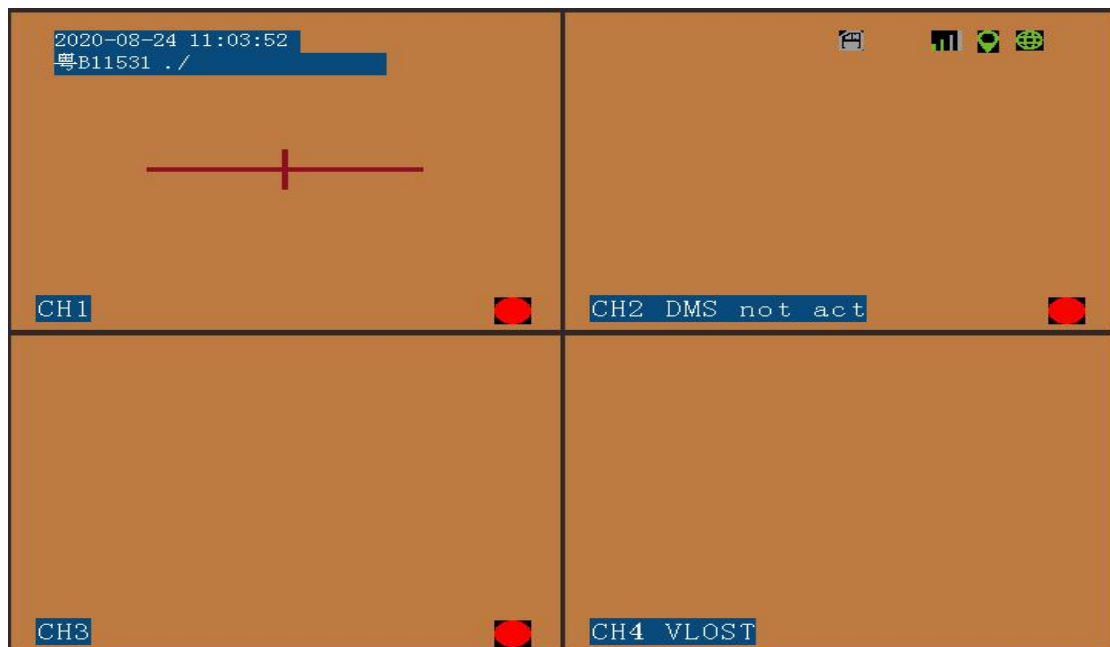 2020-08-24 11:03:52
粤B11531 ./
CH1
CH2 DMS not act
CH3
CH4 VLOST